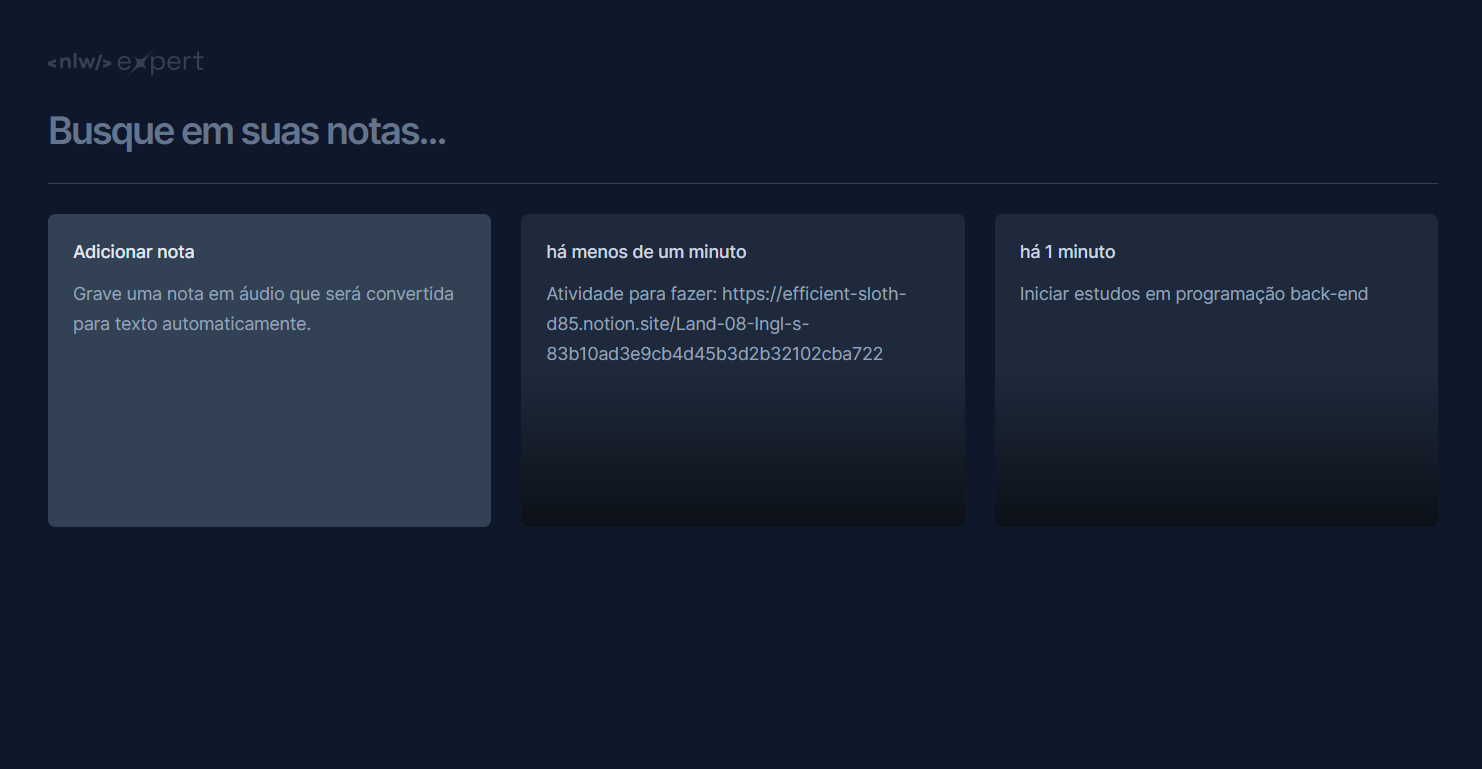 <nlw/> expert
Busque em suas notas...
Adicionar nota
Grave uma nota em áudio que será convertida
para texto automaticamente.
há menos de um minuto
Atividade para fazer: https://efficient-sloth-
d85.notion.site/Land-08-Ingl-s-
83b10ad3e9cb4d45b3d2b32102cba722
há 1 minuto
Iniciar estudos em programação back-end